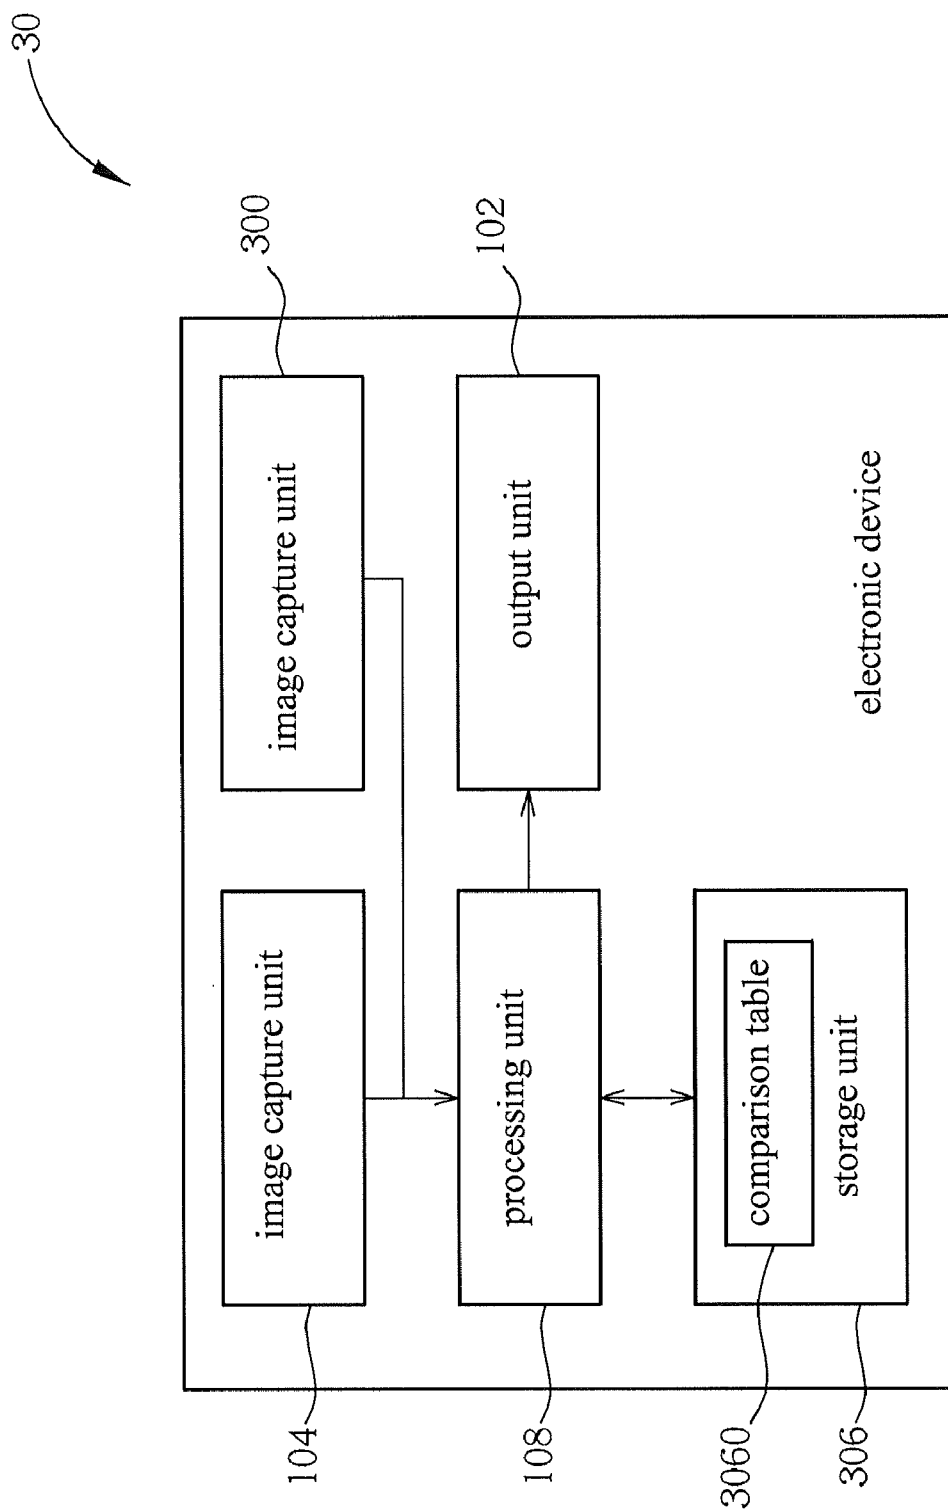 30
104
image capture unit
image capture unit
300
108
processing unit
output unit
102
3060
comparison table
306
storage unit
electronic device